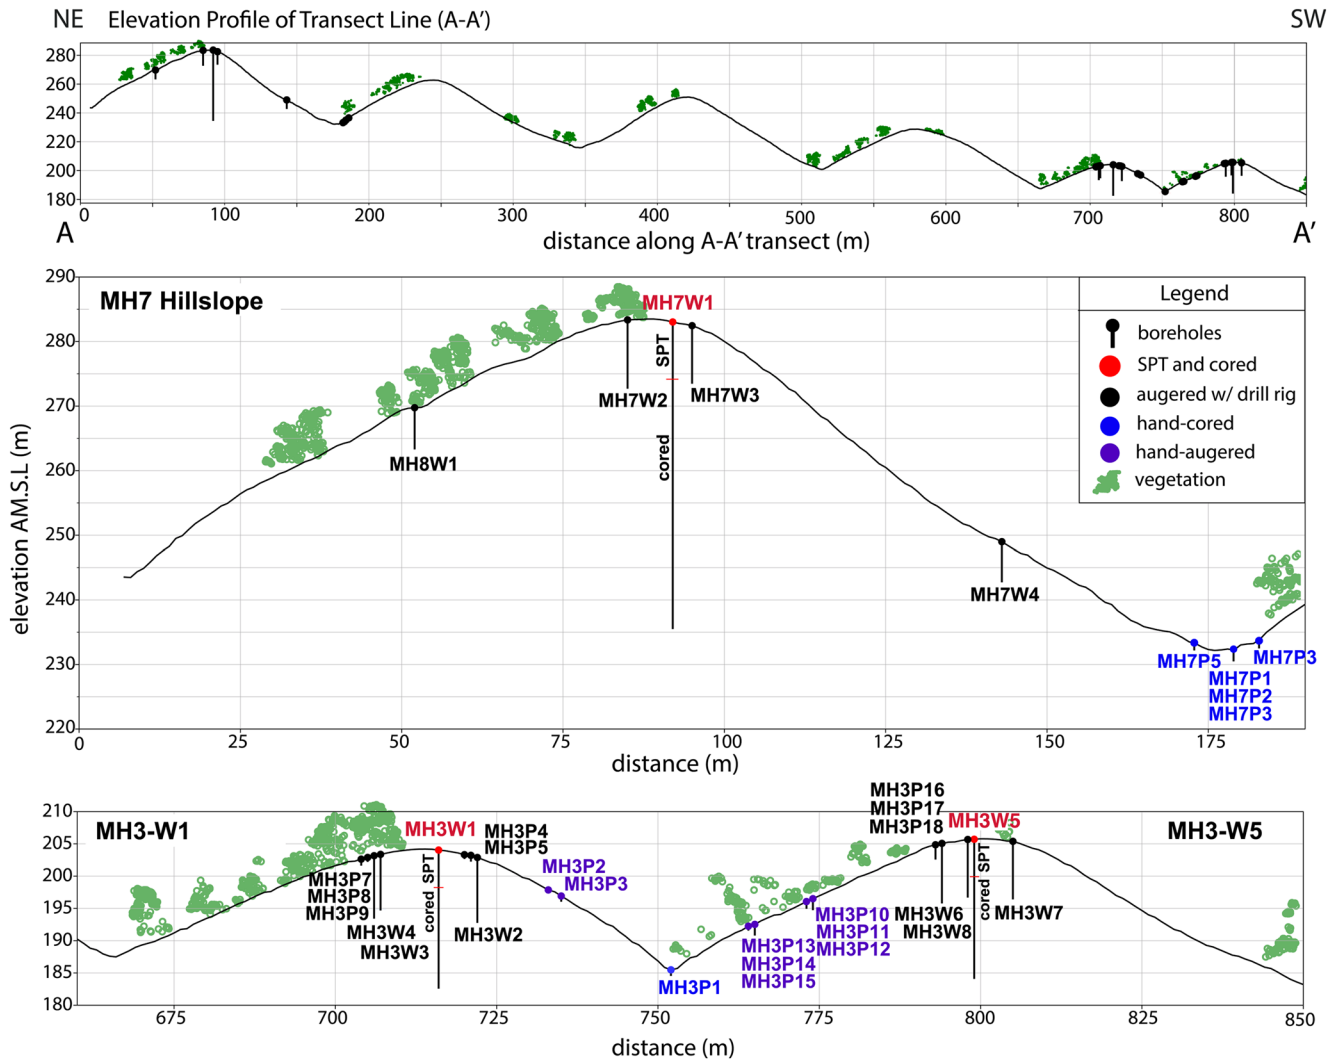 NE Elevation Profile of Transect Line (A-A’) SW
280
260
240
220
200
180
0 100 200 300 400 500 600 700 800
A distance along A-A’ transect (m) A’
elevation AM.S.L (m)
290
280
270
260
250
240
230
220
MH7 Hillslope
MH7W1
SPT
cored
MH7W2
MH7W3
MH8W1
MH7W4
MH7P5
MH7P3
MH7P1
MH7P2
MH7P3
Legend
boreholes
SPT and cored
augered w/ drill rig
hand-cored
hand-augered
vegetation
0 25 50 75 100 125 150 175
distance (m)
210
205
200
195
190
185
180
MH3-W1
MH3W1
SPT
cored
MH3P4
MH3P5
MH3P2
MH3P3
MH3P7
MH3P8
MH3P9
MH3W4
MH3W3
MH3W2
MH3P1
MH3P16
MH3P17
MH3P18
MH3W5
MH3-W5
SPT
cored
MH3P10
MH3P11
MH3P12
MH3P13
MH3P14
MH3P15
MH3W6
MH3W8
MH3W7
675 700 725 750 775 800 825 850
distance (m)